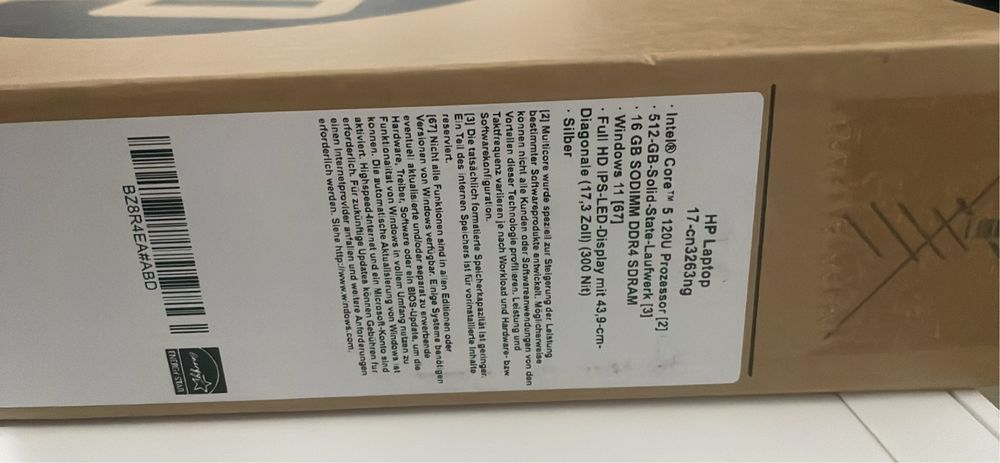 HP Laptop
17-cn3263ng
· Intel® Core™ 5 120U Prozessor [2]
· 512-GB-Solid-State-Laufwerk [3]
· 16 GB SODIMM DDR4 SDRAM
· Windows 11 [67]
· Full HD IPS-LED-Display mit 43,9-cm-
Diagonale (17.3 Zoll) (300 Nit)
· Silber
[2] Multicore wurde speziell zur Steigerung der Leistung
bestimmter Softwareprodukte entwickelt. Möglicherweise
konnen nicht alle Kunden oder Softwareanwendungen von den
Vorteilen dieser Technologie profitieren. Leistung und
Taktfrequenz variieren je nach Workload und Hardware- bzw
Softwarekonfiguration.
[3] Die tatsächlich formatierte Speicherkapazität ist geringer.
Ein Teil des internen Speichers ist für vorinstallierte Inhalte
reserviert.
[67] Nicht alle Funktionen sind in allen Editionen oder
Versionen von Windows verfügbar. Einige Systeme benötigen
eventuell aktualisierte und/oder separat zu erwerbende
Hardware, Treiber, Software oder ein BIOS-Update, um die
Funktionalität von Windows in vollem Umfang nutzen zu
konnen. Die automatische Aktualisierung von Windows ist
aktiviert. Highspeed-Internet und ein Microsoft-Konto sind
erforderlich. Für zukünftige Updates können Gebühren für
einen Internetprovider anfallen und weitere Anforderungen
erforderlich werden. Siehe http://www.windows.com.
BZ8R4EA#ABD
energy
ENERGY STAR